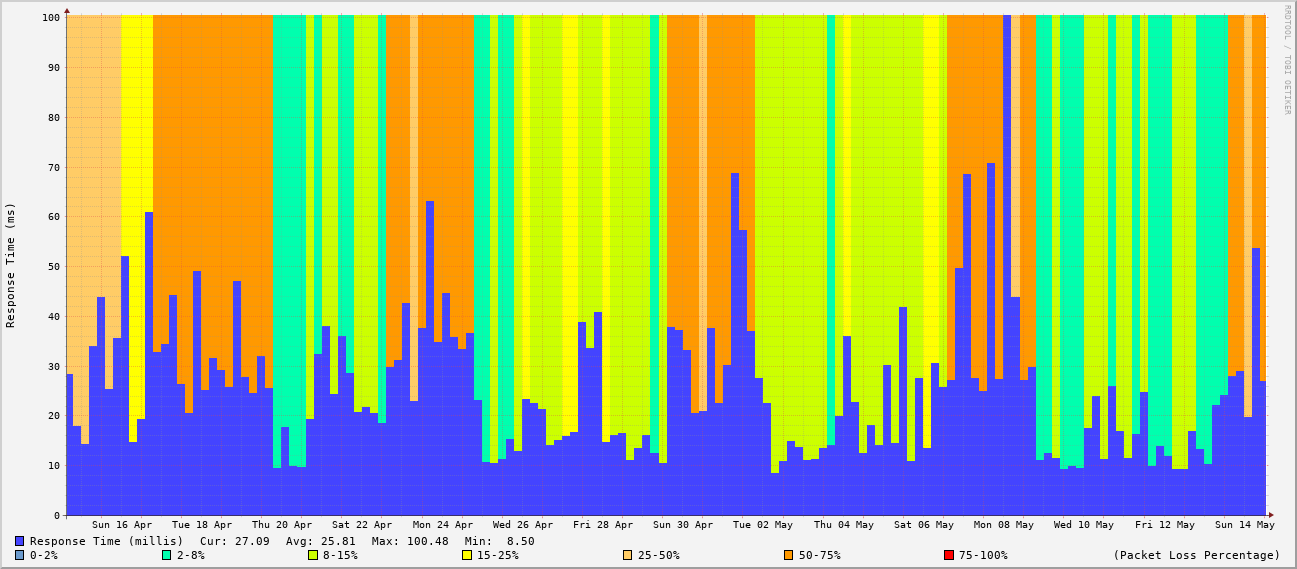 RRDTOOL / TOBI OETIKER
Response Time (ms)
100
90
80
70
60
50
40
30
20
10
0
Sun 16 Apr Tue 18 Apr Thu 20 Apr Sat 22 Apr Mon 24 Apr Wed 26 Apr Fri 28 Apr Sun 30 Apr Tue 02 May Thu 04 May Sat 06 May Mon 08 May Wed 10 May Fri 12 May Sun 14 May
Response Time (millis) Cur: 27.09 Avg: 25.81 Max: 100.48 Min: 8.50
0-2% 2-8% 8-15% 15-25% 25-50% 50-75% 75-100% (Packet Loss Percentage)